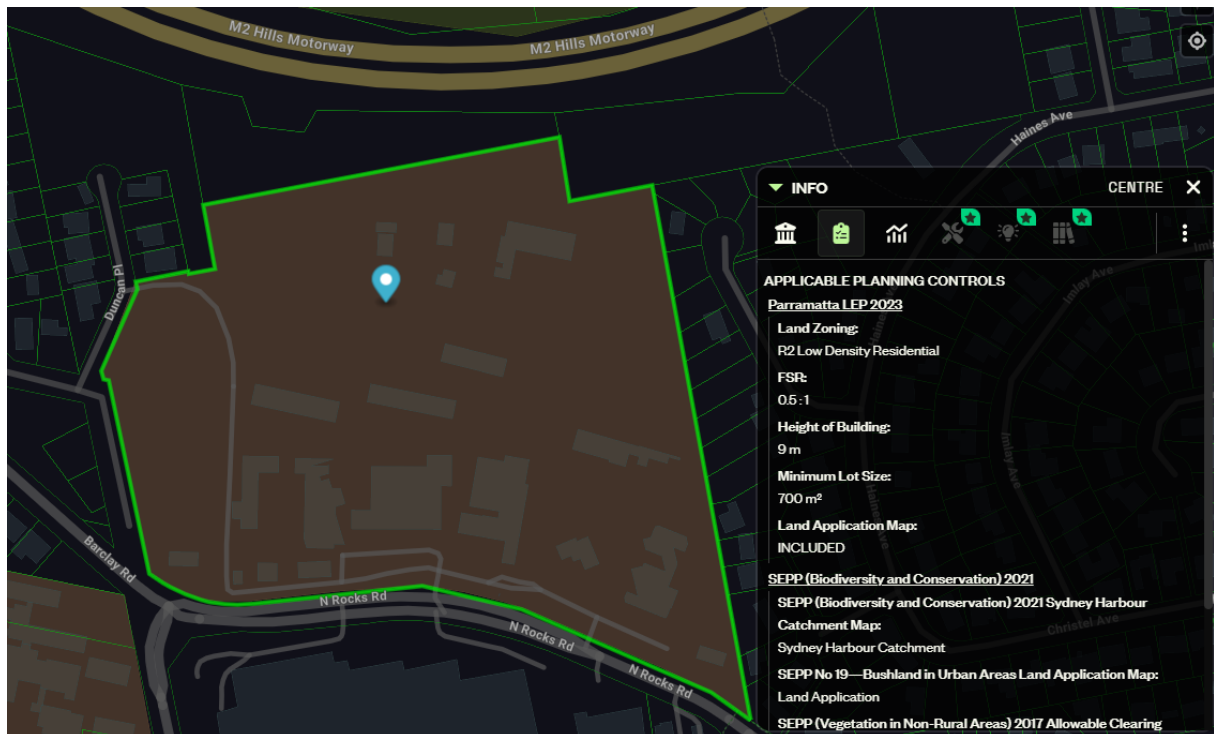 M2 Hills Motorway
M2 Hills Motorway
Haines Ave
INFO
CENTRE
APPLICABLE PLANNING CONTROLS
Parramatta LEP 2023
Land Zoning:
R2 Low Density Residential
FSR:
0.5 :1
Height of Building:
9 m
Minimum Lot Size:
700 m²
Land Application Map:
INCLUDED
SEPP (Biodiversity and Conservation) 2021
SEPP (Biodiversity and Conservation) 2021 Sydney Harbour
Catchment Map:
Sydney Harbour Catchment
SEPP No 19—Bushland in Urban Areas Land Application Map:
Land Application
SEPP (Vegetation in Non-Rural Areas) 2017 Allowable Clearing
Imlay Ave
Imlay Ave
Christel Ave
Duncan Pl
Barclay Rd
N Rocks Rd
N Rocks Rd
N Rocks Rd